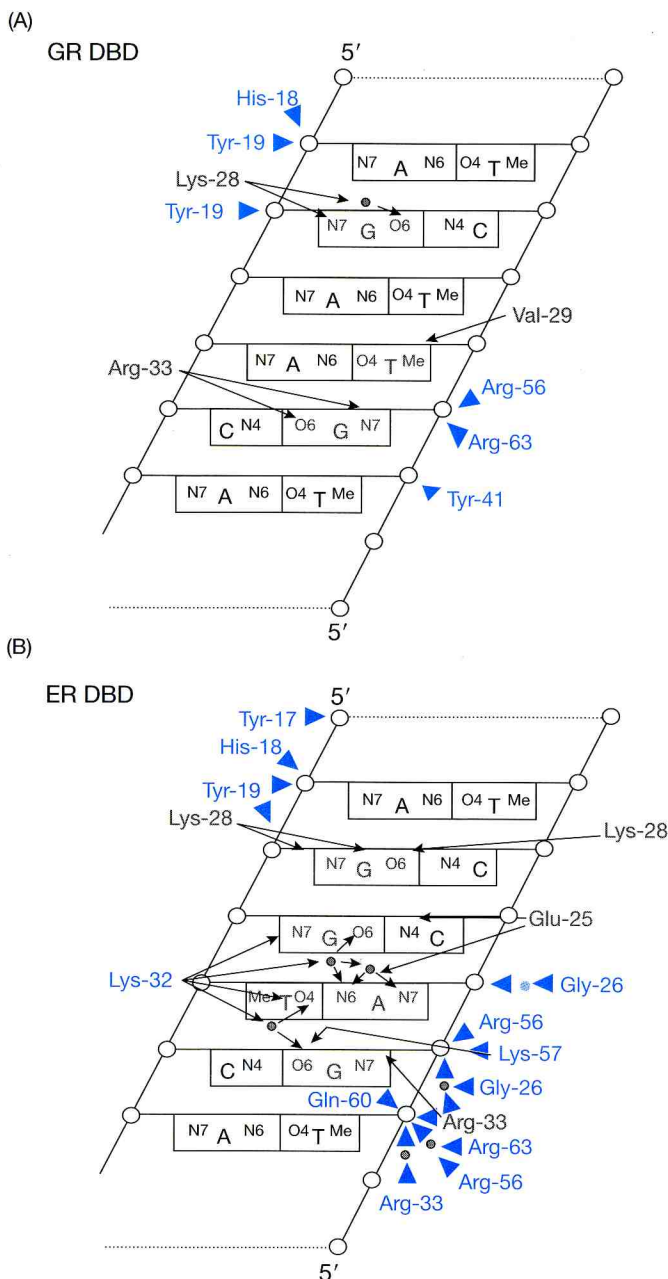 (A)
GR DBD
5′
His-18
Tyr-19
N7 A N6 O4 T Me
Lys-28
Tyr-19
N7 G O6 N4 C
N7 A N6 O4 T Me
Val-29
N7 A N6 O4 T Me
Arg-33
Arg-56
C N4 O6 G N7
Arg-63
N7 A N6 O4 T Me
Tyr-41
5′
(B)
ER DBD
5′
Tyr-17
His-18
Tyr-19
N7 A N6 O4 T Me
Lys-28
Lys-28
N7 G O6 N4 C
Glu-25
N7 G O6 N4 C
Lys-32
Gly-26
Me T O4 N6 A N7
Arg-56
Lys-57
C N4 O6 G N7
Gly-26
Gln-60
Arg-33
N7 A N6 O4 T Me
Arg-63
Arg-56
Arg-33
5′